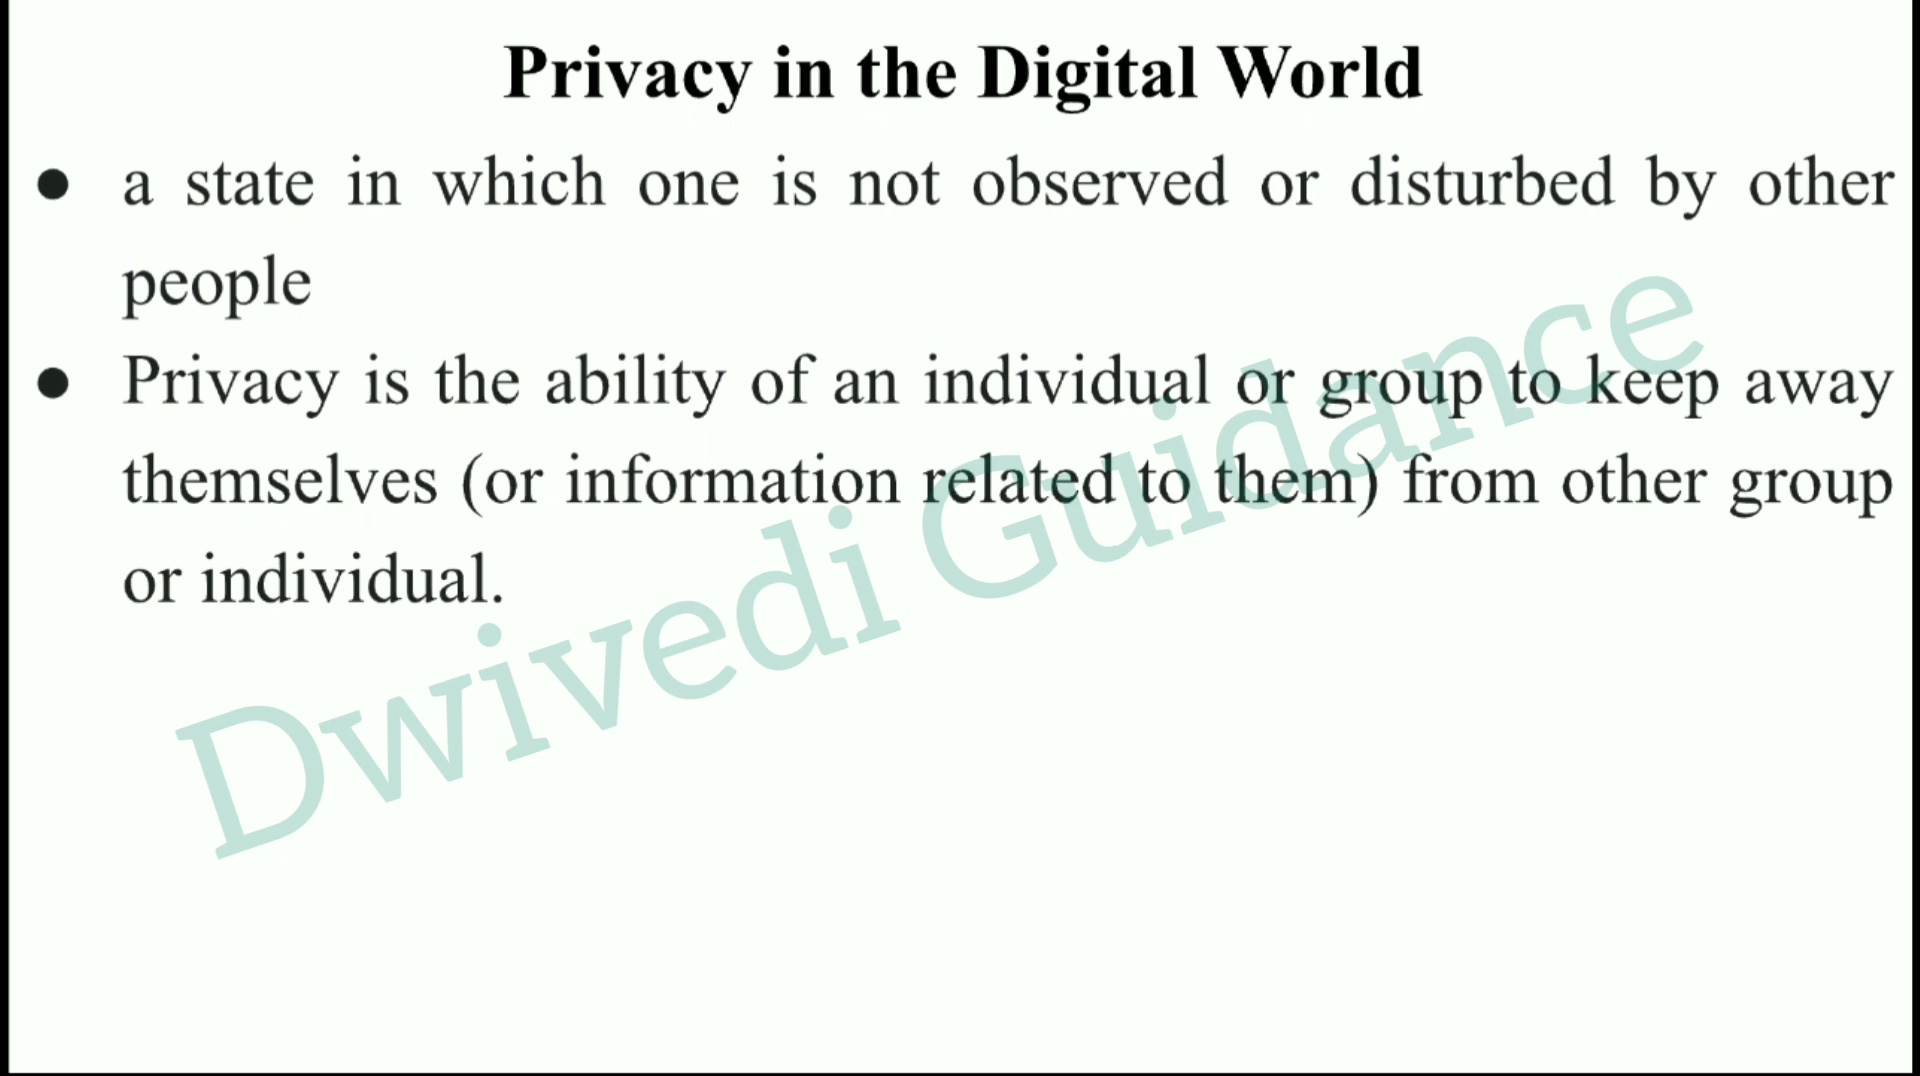 Privacy in the Digital World
● a state in which one is not observed or disturbed by other
people
● Privacy is the ability of an individual or group to keep away
themselves (or information related to them) from other group
or individual.
Dwivedi Guidance